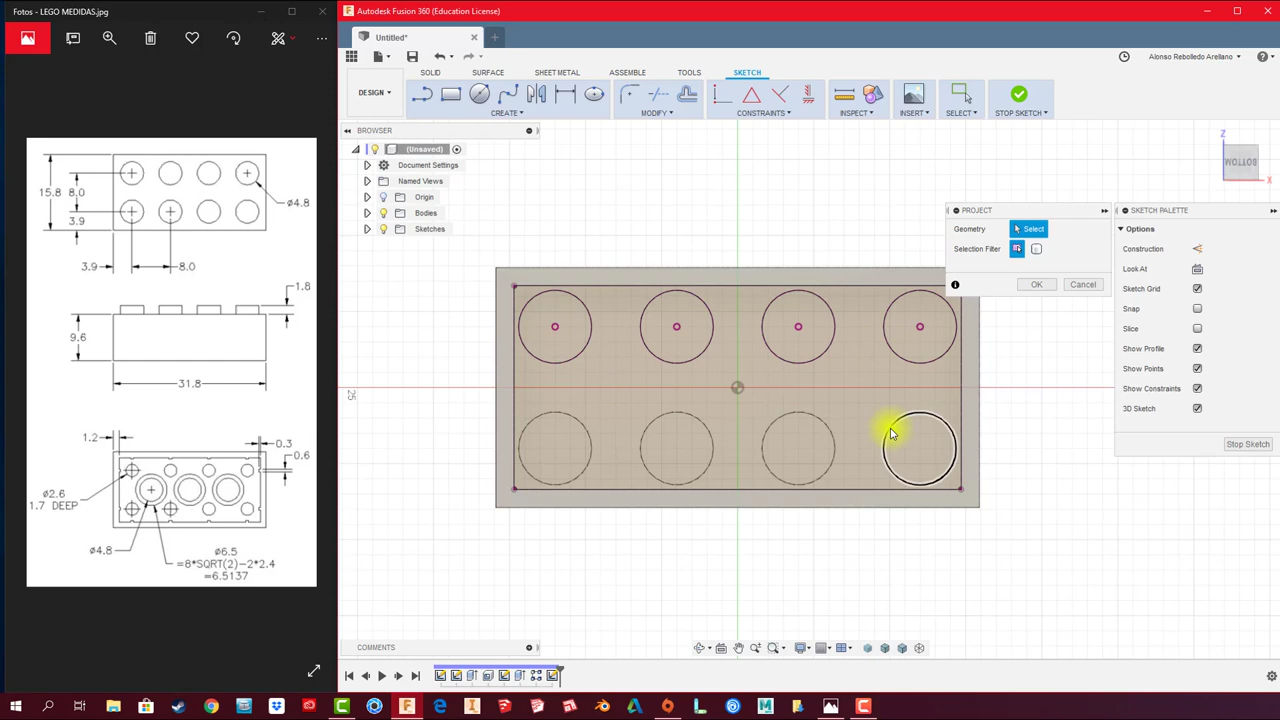 Fotos - LEGO MEDIDAS.jpg
15.8
8.0
3.9
ø4.8
3.9
8.0
1.8
9.6
31.8
1.2
0.3
0.6
ø2.6
1.7 DEEP
ø4.8
ø6.5
=8*SQRT(2)-2*2.4
=6.5137
Autodesk Fusion 360 (Education License)
Untitled*
Alonso Rebolledo Arellano
DESIGN
SOLID
SURFACE
SHEET METAL
ASSEMBLE
TOOLS
SKETCH
CREATE
MODIFY
CONSTRAINTS
INSPECT
INSERT
SELECT
STOP SKETCH
BROWSER
(Unsaved)
Document Settings
Named Views
Origin
Bodies
Sketches
25
Z
BOTTOM
X
PROJECT
Geometry
Select
Selection Filter
OK
Cancel
SKETCH PALETTE
Options
Construction
Look At
Sketch Grid
Snap
Slice
Show Profile
Show Points
Show Constraints
3D Sketch
Stop Sketch
COMMENTS